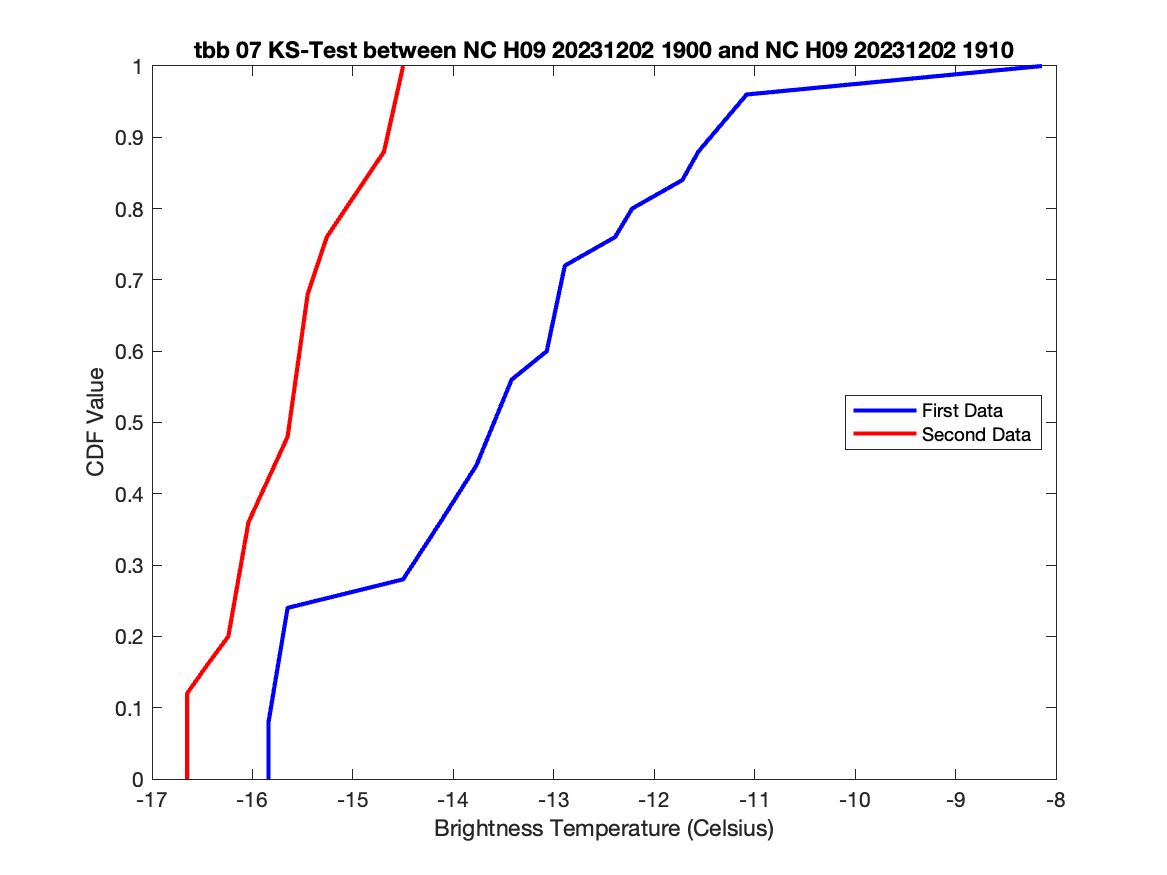 tbb 07 KS-Test between NC H09 20231202 1900 and NC H09 20231202 1910
1
0.9
0.8
0.7
0.6
0.5
0.4
0.3
0.2
0.1
0
CDF Value
First Data
Second Data
-17 -16 -15 -14 -13 -12 -11 -10 -9 -8
Brightness Temperature (Celsius)